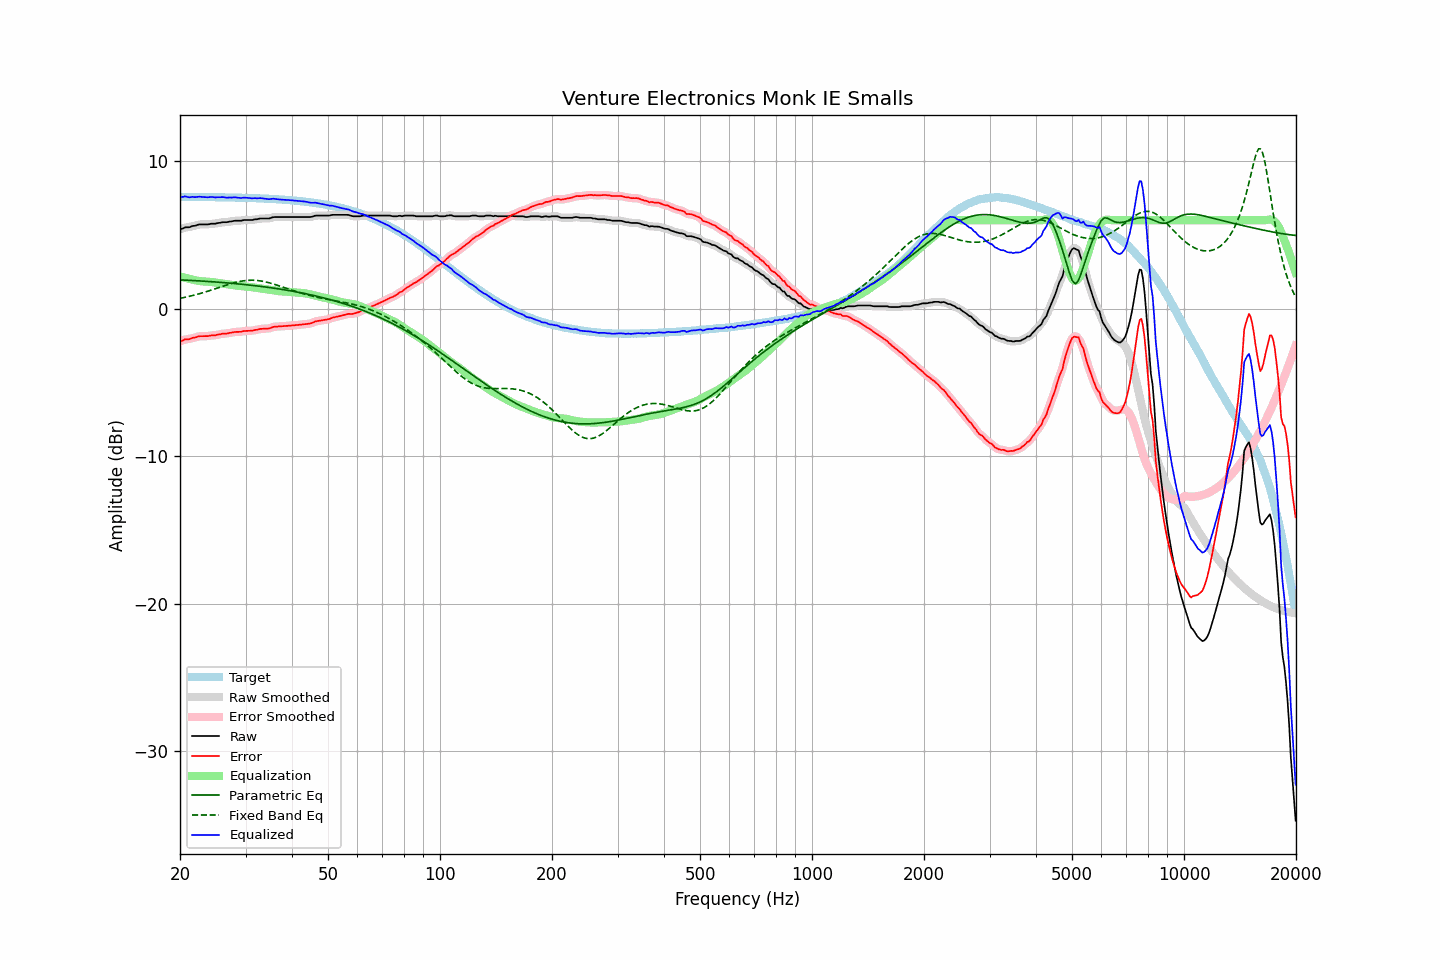 Venture Electronics Monk IE Smalls
Amplitude (dBr)
10
0
−10
−20
−30
Target
Raw Smoothed
Error Smoothed
Raw
Error
Equalization
Parametric Eq
Fixed Band Eq
Equalized
20 50 100 200 500 1000 2000 5000 10000 20000
Frequency (Hz)